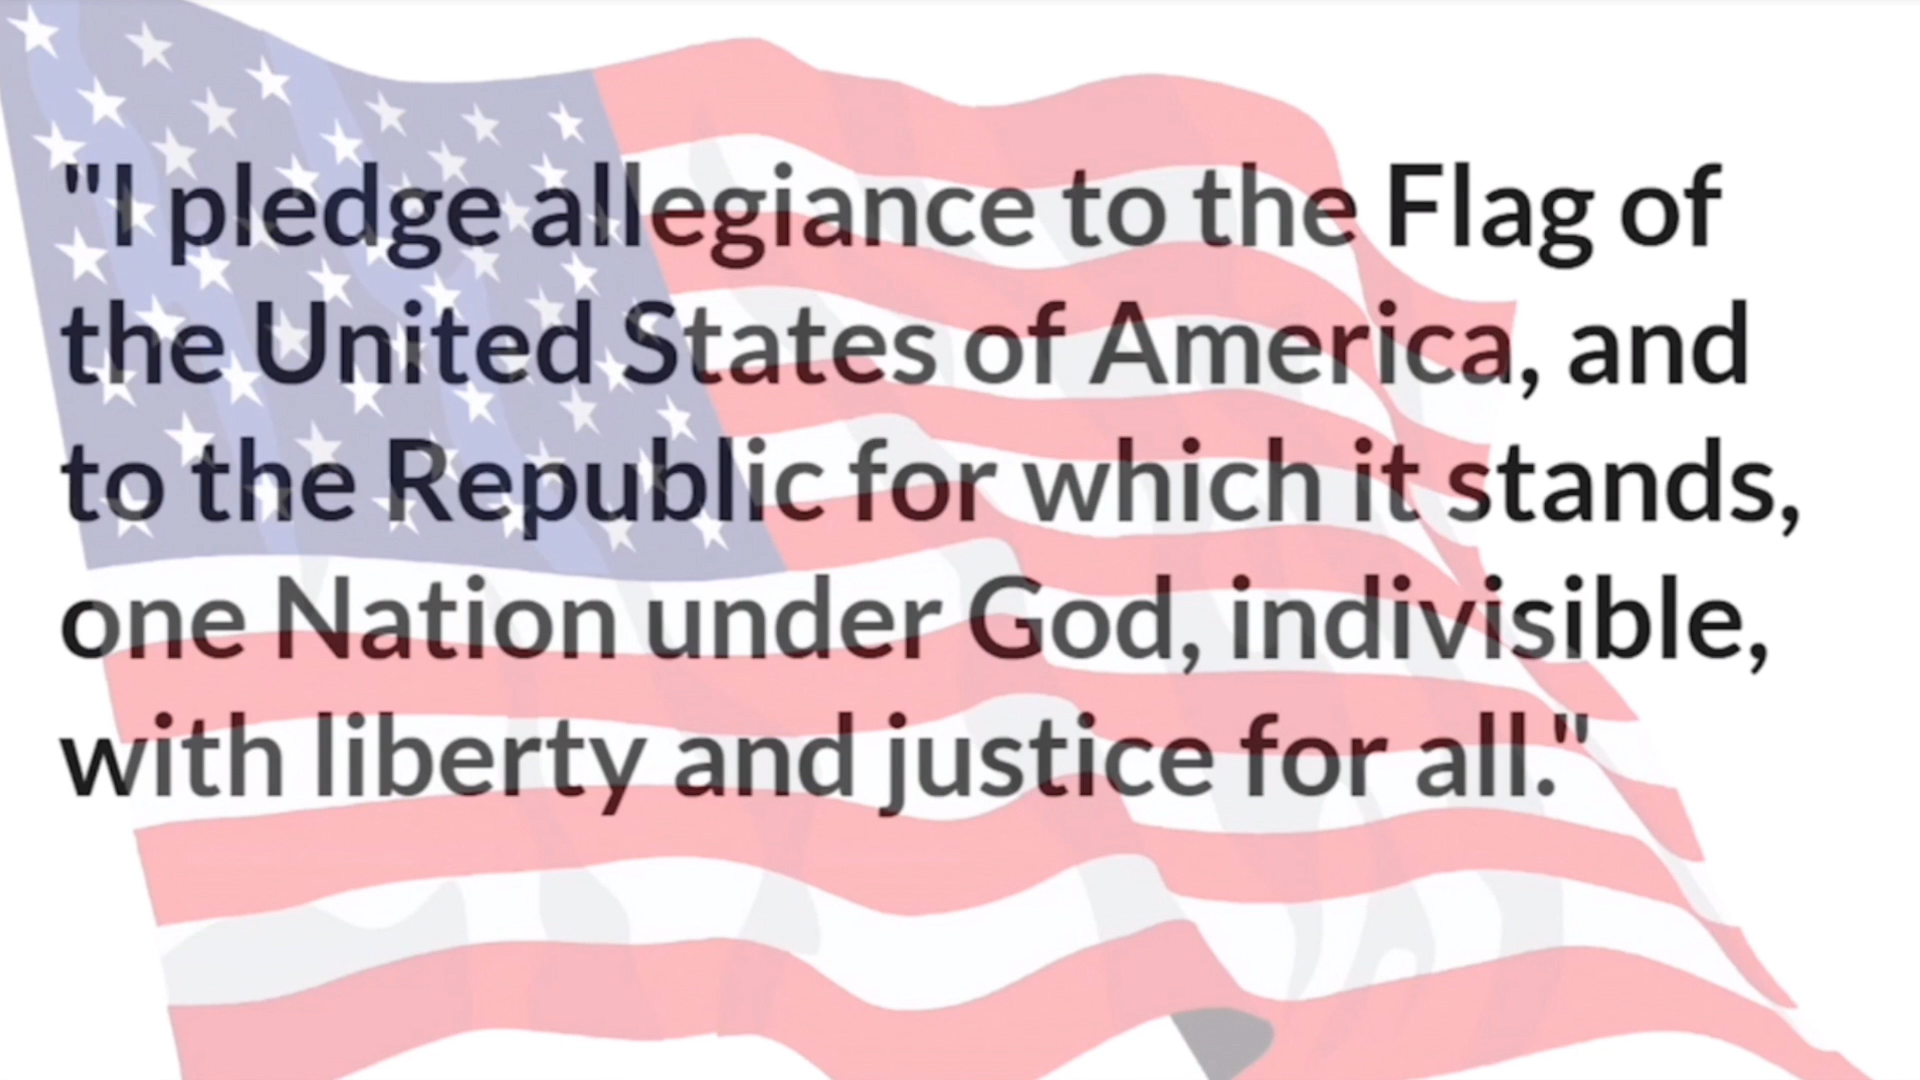 "I pledge allegiance to the Flag of
the United States of America, and
to the Republic for which it stands,
one Nation under God, indivisible,
with liberty and justice for all."